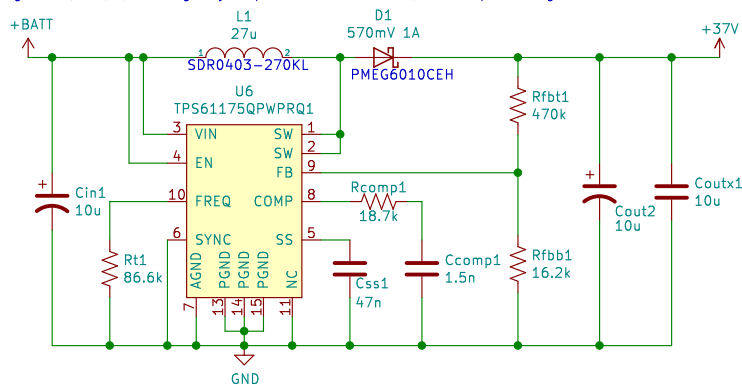 +BATT
L1
27u
1
2
SDR0403-270KL
D1
570mV 1A
PMEG6010CEH
+37V
U6
TPS61175QPWPRQ1
3
VIN
SW
1
4
EN
SW
2
FB
9
10
FREQ
COMP
8
6
SYNC
SS
5
AGND
PGND
PGND
PGND
NC
7
13
14
15
11
Cin1
10u
Rt1
86.6k
Rcomp1
18.7k
Css1
47n
Ccomp1
1.5n
Rfbt1
470k
Rfbb1
16.2k
Cout2
10u
Coutx1
10u
GND